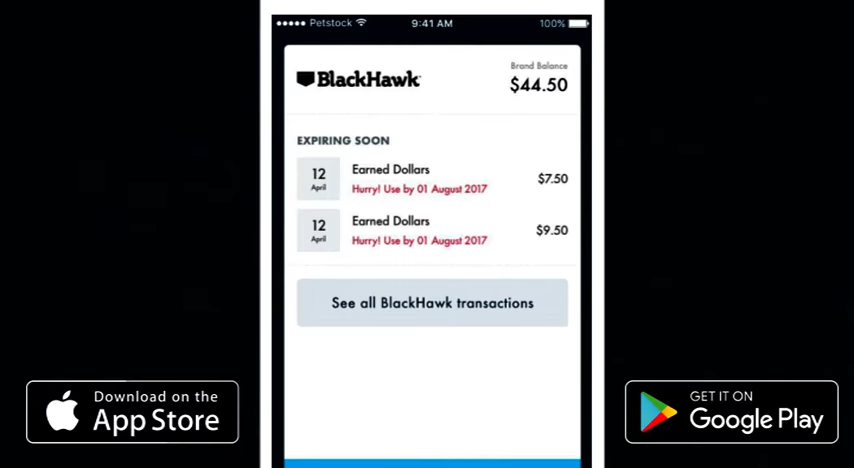 Petstock 9:41 AM 100%
BlackHawk
Brand Balance
$44.50
EXPIRING SOON
12
April
Earned Dollars
Hurry! Use by 01 August 2017
$7.50
12
April
Earned Dollars
Hurry! Use by 01 August 2017
$9.50
See all BlackHawk transactions
Download on the
App Store
GET IT ON
Google Play